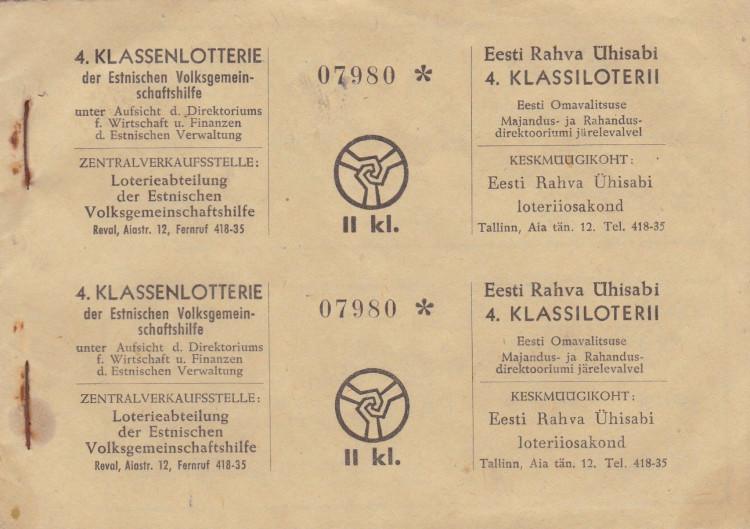 4. KLASSENLOTTERIE
der Estnischen Volksgemein-
schaftshilfe
unter Aufsicht d. Direktoriums
f. Wirtschaft u. Finanzen
d. Estnischen Verwaltung
ZENTRALVERKAUFSSTELLE:
Loterieabteilung
der Estnischen
Volksgemeinschaftshilfe
Reval, Aiastr. 12, Fernruf 418-35
07980 *
II kl.
Eesti Rahva Ühisabi
4. KLASSILOTERII
Eesti Omavalitsuse
Majandus- ja Rahandus-
direktooriumi järelevalvel
KESKMÜÜGIKOHT:
Eesti Rahva Ühisabi
loteriiosakond
Tallinn, Aia tän. 12. Tel. 418-35
4. KLASSENLOTTERIE
der Estnischen Volksgemein-
schaftshilfe
unter Aufsicht d. Direktoriums
f. Wirtschaft u. Finanzen
d. Estnischen Verwaltung
ZENTRALVERKAUFSSTELLE:
Loterieabteilung
der Estnischen
Volksgemeinschaftshilfe
Reval, Aiastr. 12, Fernruf 418-35
07980 *
II kl.
Eesti Rahva Ühisabi
4. KLASSILOTERII
Eesti Omavalitsuse
Majandus- ja Rahandus-
direktooriumi järelevalvel
KESKMÜÜGIKOHT:
Eesti Rahva Ühisabi
loteriiosakond
Tallinn, Aia tän. 12. Tel. 418-35